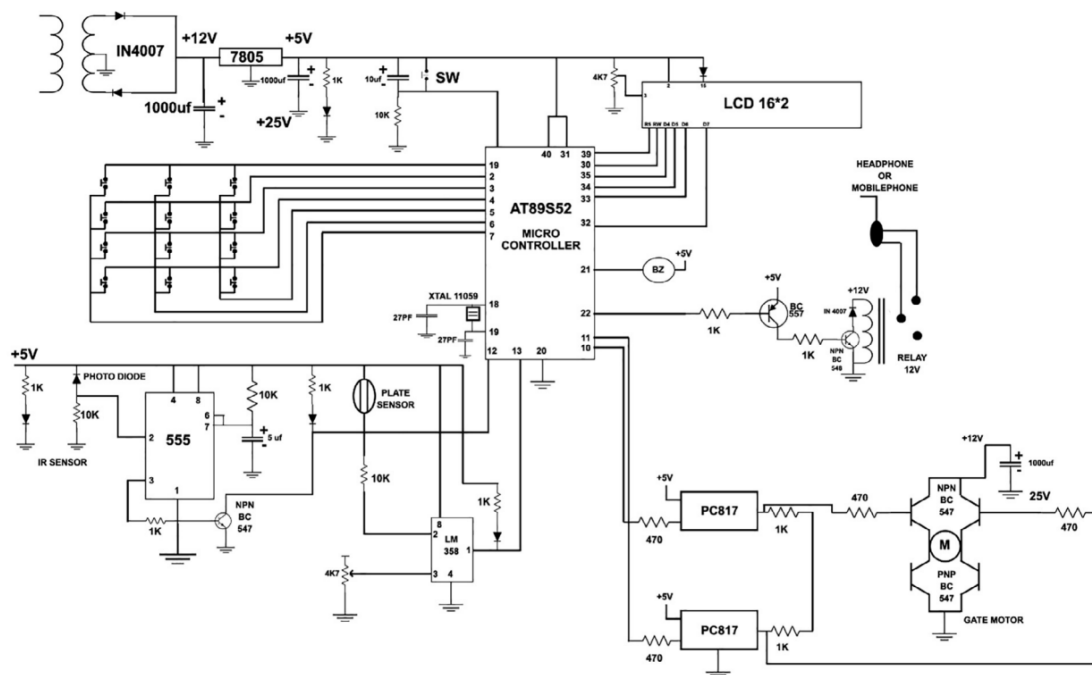 IN4007
+12V
7805
+5V
1000uf
+
-
1000uf
+
-
1K
+25V
10uf
+
-
SW
10K
4K7
3
2
15
LCD 16*2
RS RW D4 D5 D6 D7
HEADPHONE
OR
MOBILEPHONE
40 31
19
2
3
4
5
6
7
18
19
12
13
20
39
30
35
34
33
32
21
22
11
10
AT89S52
MICRO
CONTROLLER
XTAL 11059
27PF
27PF
BZ
+5V
1K
+5V
BC
557
1K
+12V
IN 4007
NPN
BC
548
RELAY
12V
+5V
1K
PHOTO DIODE
10K
IR SENSOR
4 8
555
2
3
1
6
7
10K
5 uf
+
-
1K
1K
NPN
BC
547
PLATE
SENSOR
10K
4K7
8
2
LM
358
1
3 4
1K
+5V
PC817
470
1K
470
+5V
PC817
470
1K
+12V
1000uf
+
-
NPN
BC
547
25V
470
M
PNP
BC
547
GATE MOTOR